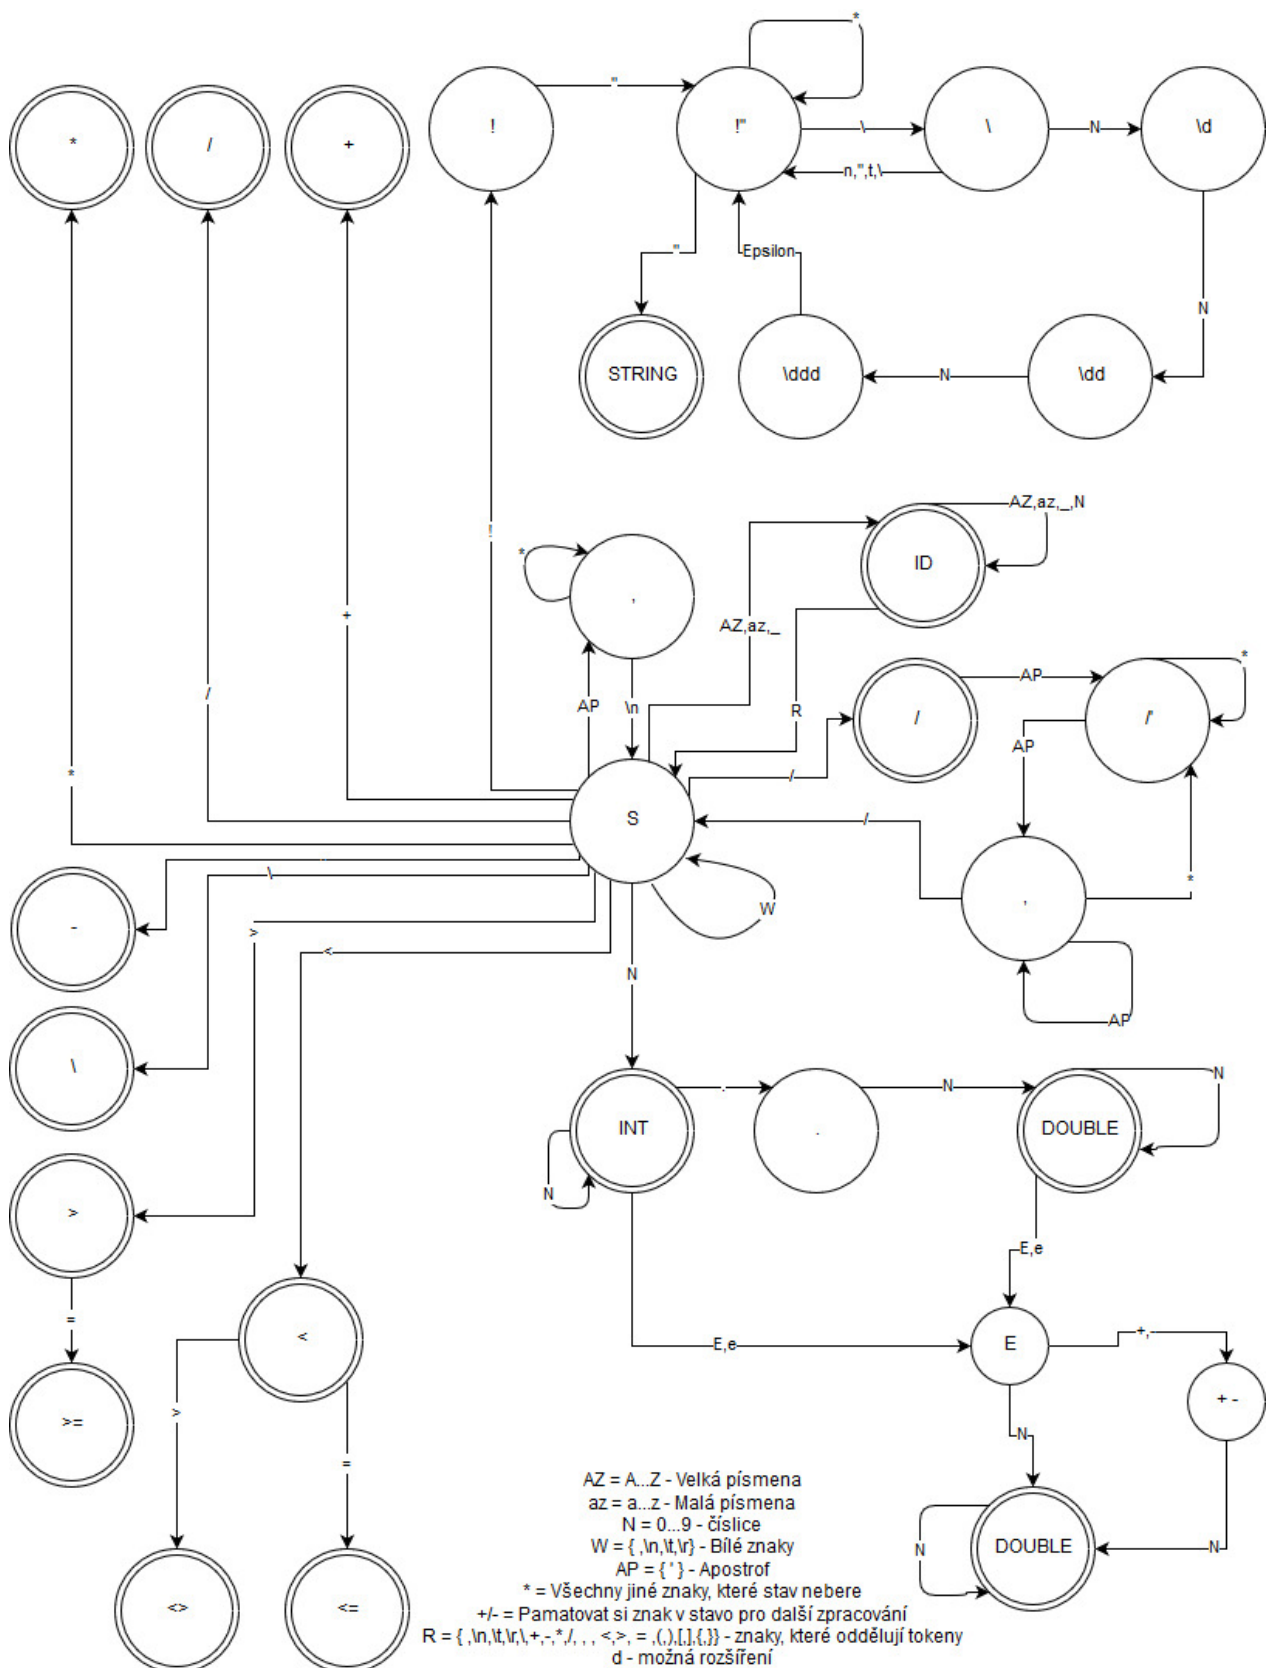 *
"
*
/
+
!
!"
\
\
N
\d
n,",t,\
"
Epsilon
N
STRING
\ddd
N
\dd
AZ,az,_,N
!
*
,
ID
+
AZ,az,_
*
AP
/
AP
\n
R
/
/'
AP
*
/
S
/
*
-
\
W
,
>
<
N
AP
\
INT
.
N
N
.
DOUBLE
N
>
E,e
=
<
E,e
E
+,-
>=
>
=
N
+ -
AZ = A...Z - Velká písmena
az = a...z - Malá písmena
N = 0...9 - číslice
W = { ,\n,\t,\r} - Bílé znaky
AP = { ' } - Apostrof
* = Všechny jiné znaky, které stav nebere
+/- = Pamatovat si znak v stavo pro další zpracování
R = { ,\n,\t,\r,\,+,-,*,/, , , <,>, = ,(,),[,],{,}} - znaky, které oddělují tokeny
d - možná rozšíření
N
DOUBLE
N
<>
<=